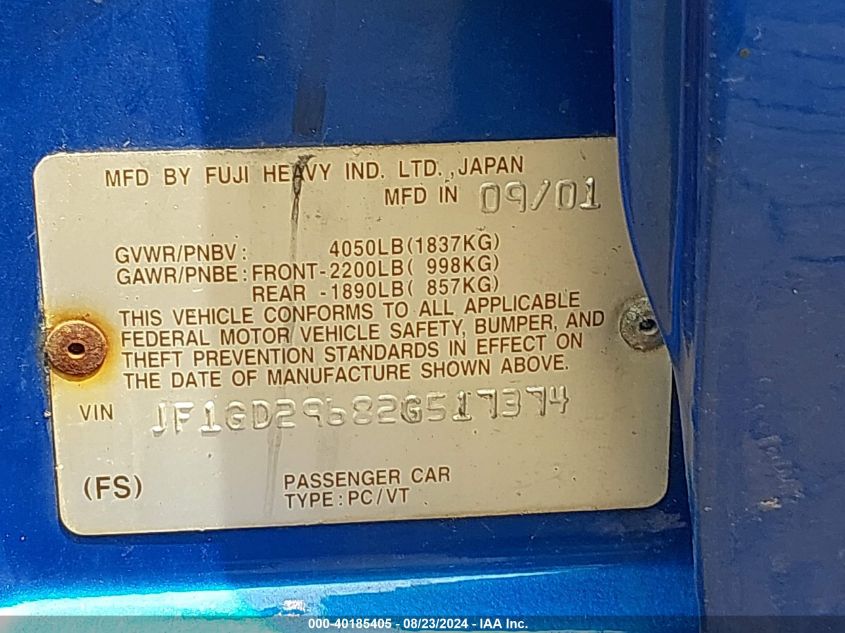 MFD BY FUJI HEAVY IND. LTD., JAPAN
MFD IN 09/01
GVWR/PNBV: 4050LB(1837KG)
GAWR/PNBE: FRONT-2200LB( 998KG)
REAR -1890LB( 857KG)
THIS VEHICLE CONFORMS TO ALL APPLICABLE
FEDERAL MOTOR VEHICLE SAFETY, BUMPER, AND
THEFT PREVENTION STANDARDS IN EFFECT ON
THE DATE OF MANUFACTURE SHOWN ABOVE.
VIN JF1GD29682G517374
(FS) PASSENGER CAR
TYPE: PC/VT
000-40185405 - 08/23/2024 - IAA Inc.